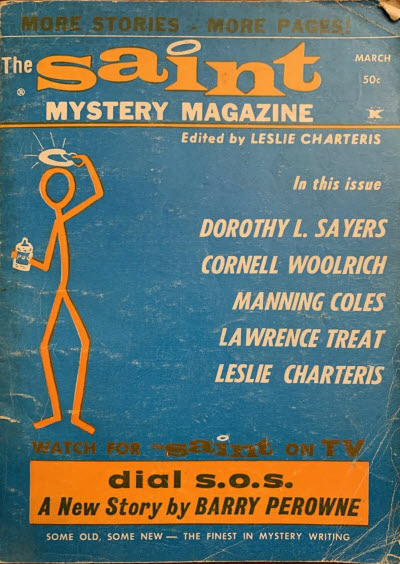 MORE STORIES - MORE PAGES!
The saint
®
MARCH
50c
MYSTERY MAGAZINE
K
Edited by LESLIE CHARTERIS
In this issue
DOROTHY L. SAYERS
CORNELL WOOLRICH
MANNING COLES
LAWRENCE TREAT
LESLIE CHARTERIS
WATCH FOR THE saint ON TV
dial s.o.s.
A New Story by BARRY PEROWNE
SOME OLD, SOME NEW — THE FINEST IN MYSTERY WRITING